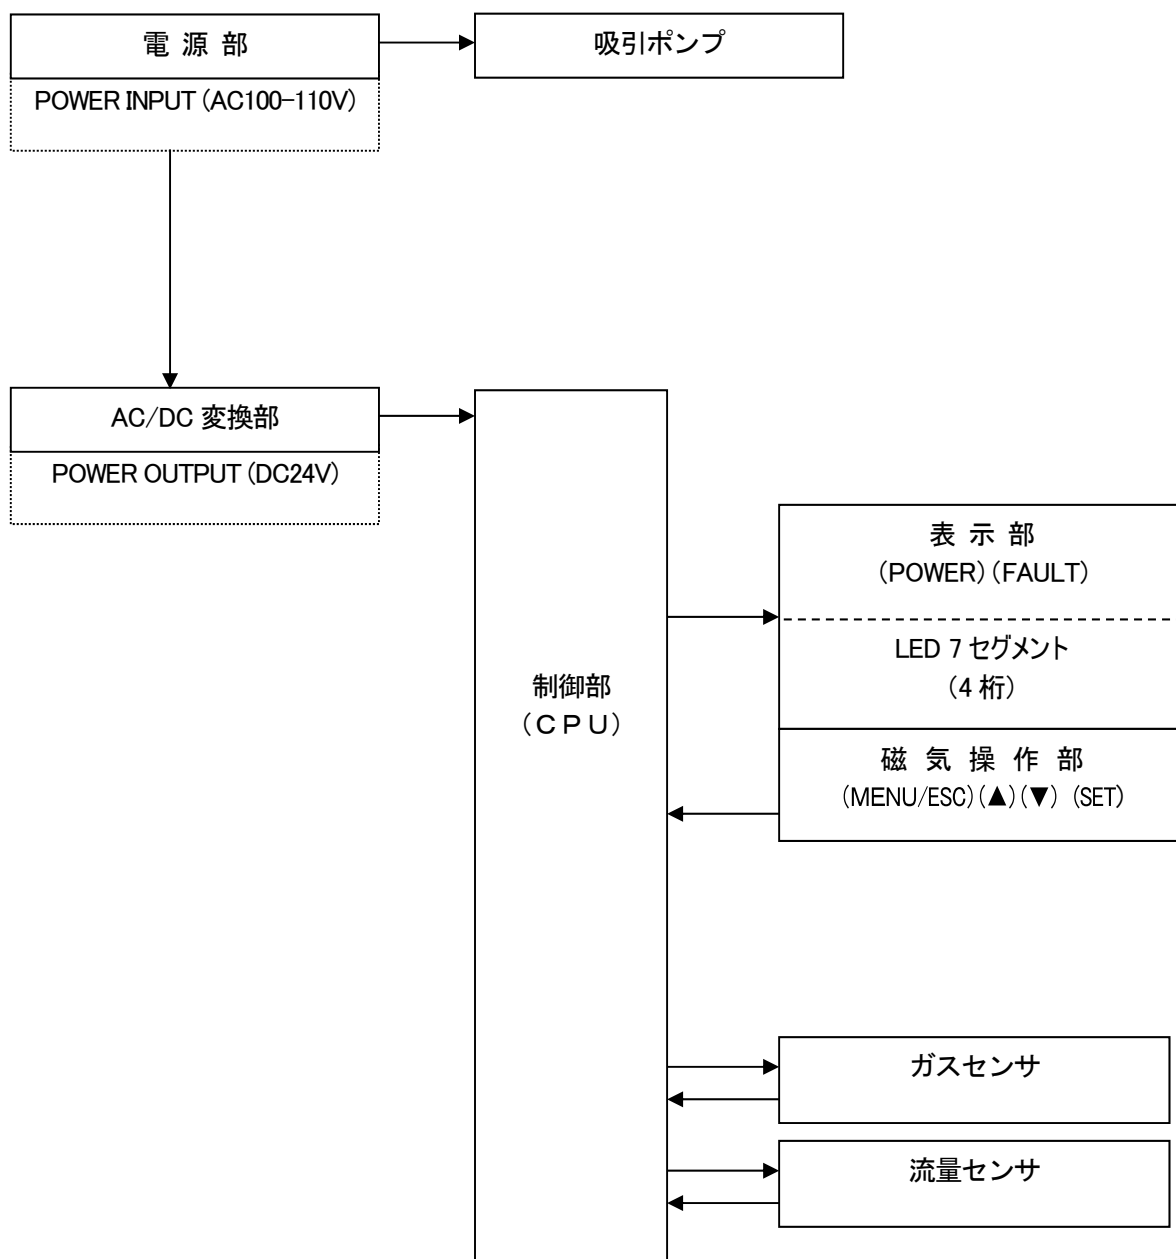 電 源 部
吸引ポンプ
POWER INPUT (AC100-110V)
AC/DC 変換部
POWER OUTPUT (DC24V)
表 示 部
(POWER) (FAULT)
LED 7 セグメント
(4 桁)
制御部
(ＣＰＵ)
磁 気 操 作 部
(MENU/ESC) (▲) (▼) (SET)
ガスセンサ
流量センサ